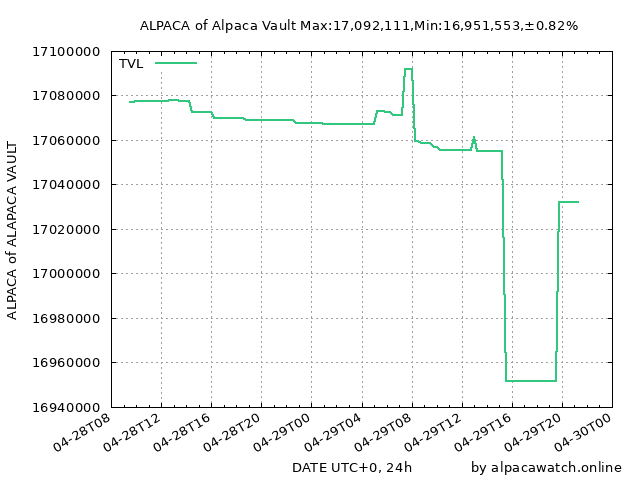 ALPACA of Alpaca Vault Max:17,092,111,Min:16,951,553,±0.82%
TVL
17100000
17080000
17060000
17040000
17020000
17000000
16980000
16960000
16940000
ALPACA of ALAPACA VAULT
04-28T08
04-28T12
04-28T16
04-28T20
04-29T00
04-29T04
04-29T08
04-29T12
04-29T16
04-29T20
04-30T00
DATE UTC+0, 24h
by alpacawatch.online